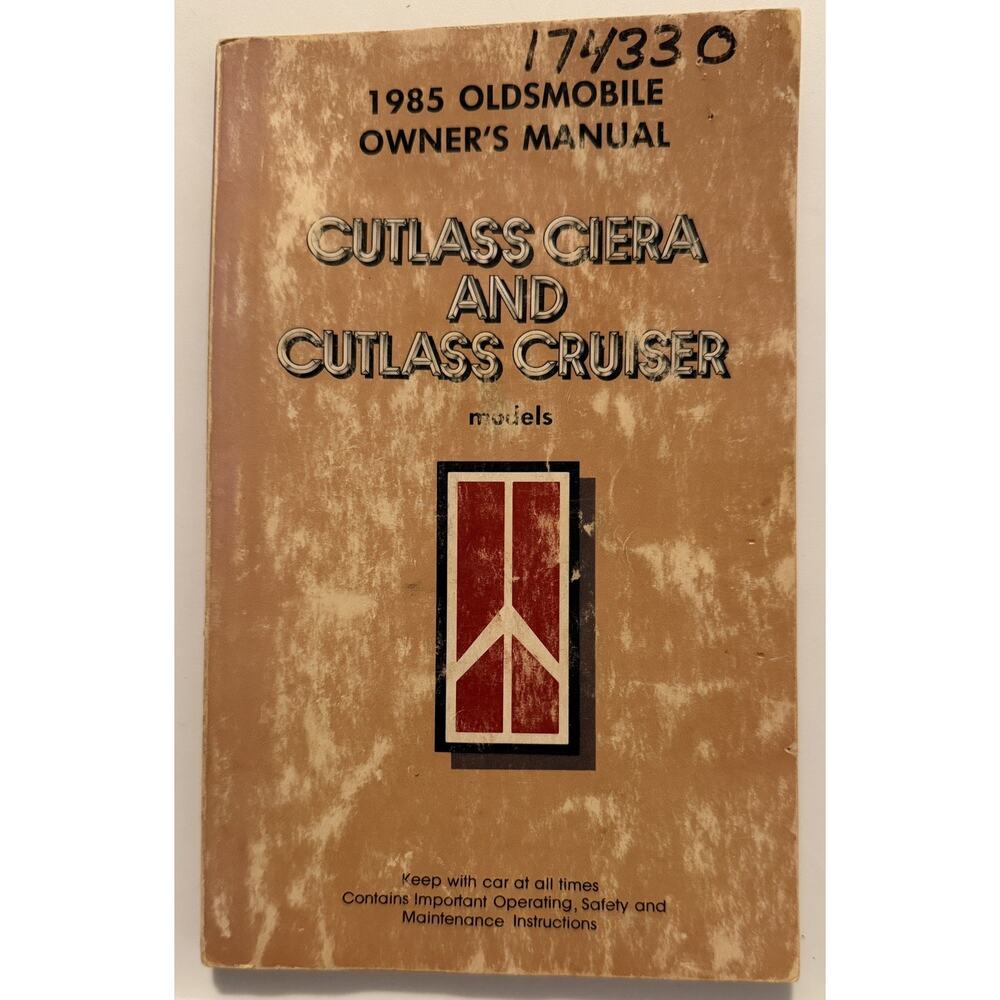 174330
1985 OLDSMOBILE
OWNER'S MANUAL
CUTLASS CIERA
AND
CUTLASS CRUISER
models
Keep with car at all times
Contains Important Operating, Safety and
Maintenance Instructions